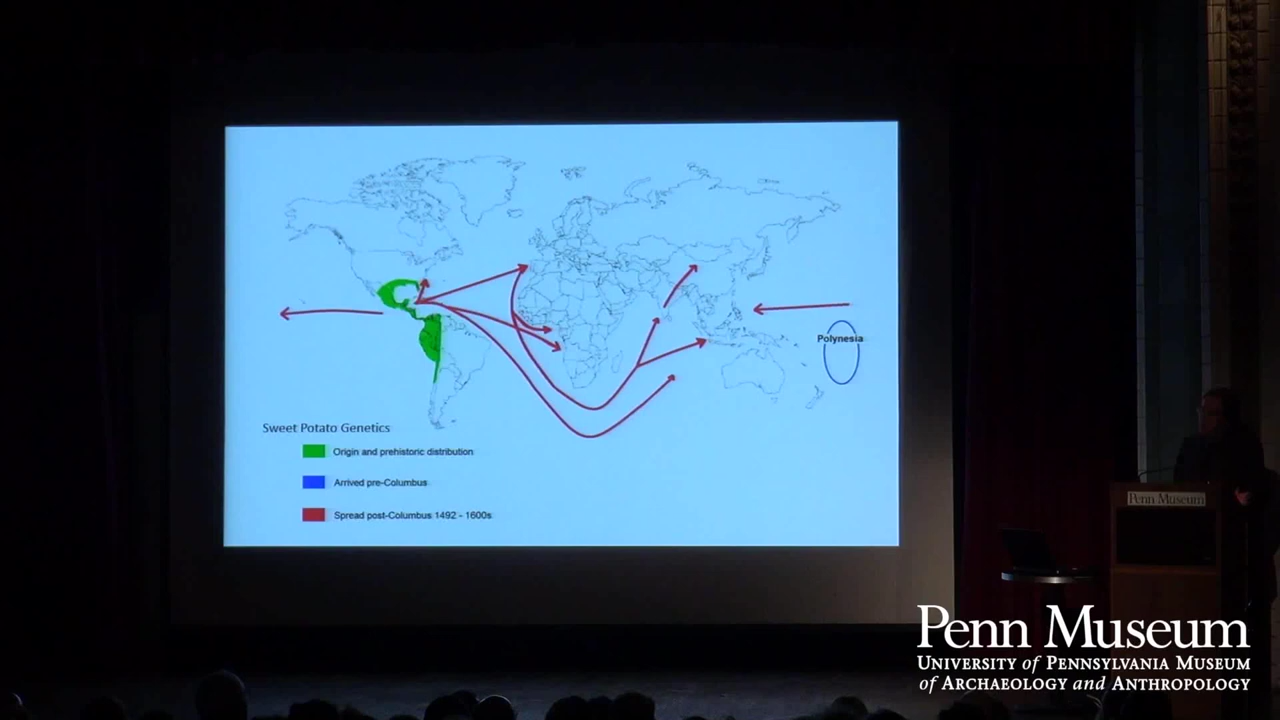 Polynesia
Sweet Potato Genetics
Origin and prehistoric distribution
Arrived pre-Columbus
Spread post-Columbus 1492 - 1600s
Penn Museum
Penn Museum
UNIVERSITY of PENNSYLVANIA MUSEUM
of ARCHAEOLOGY and ANTHROPOLOGY